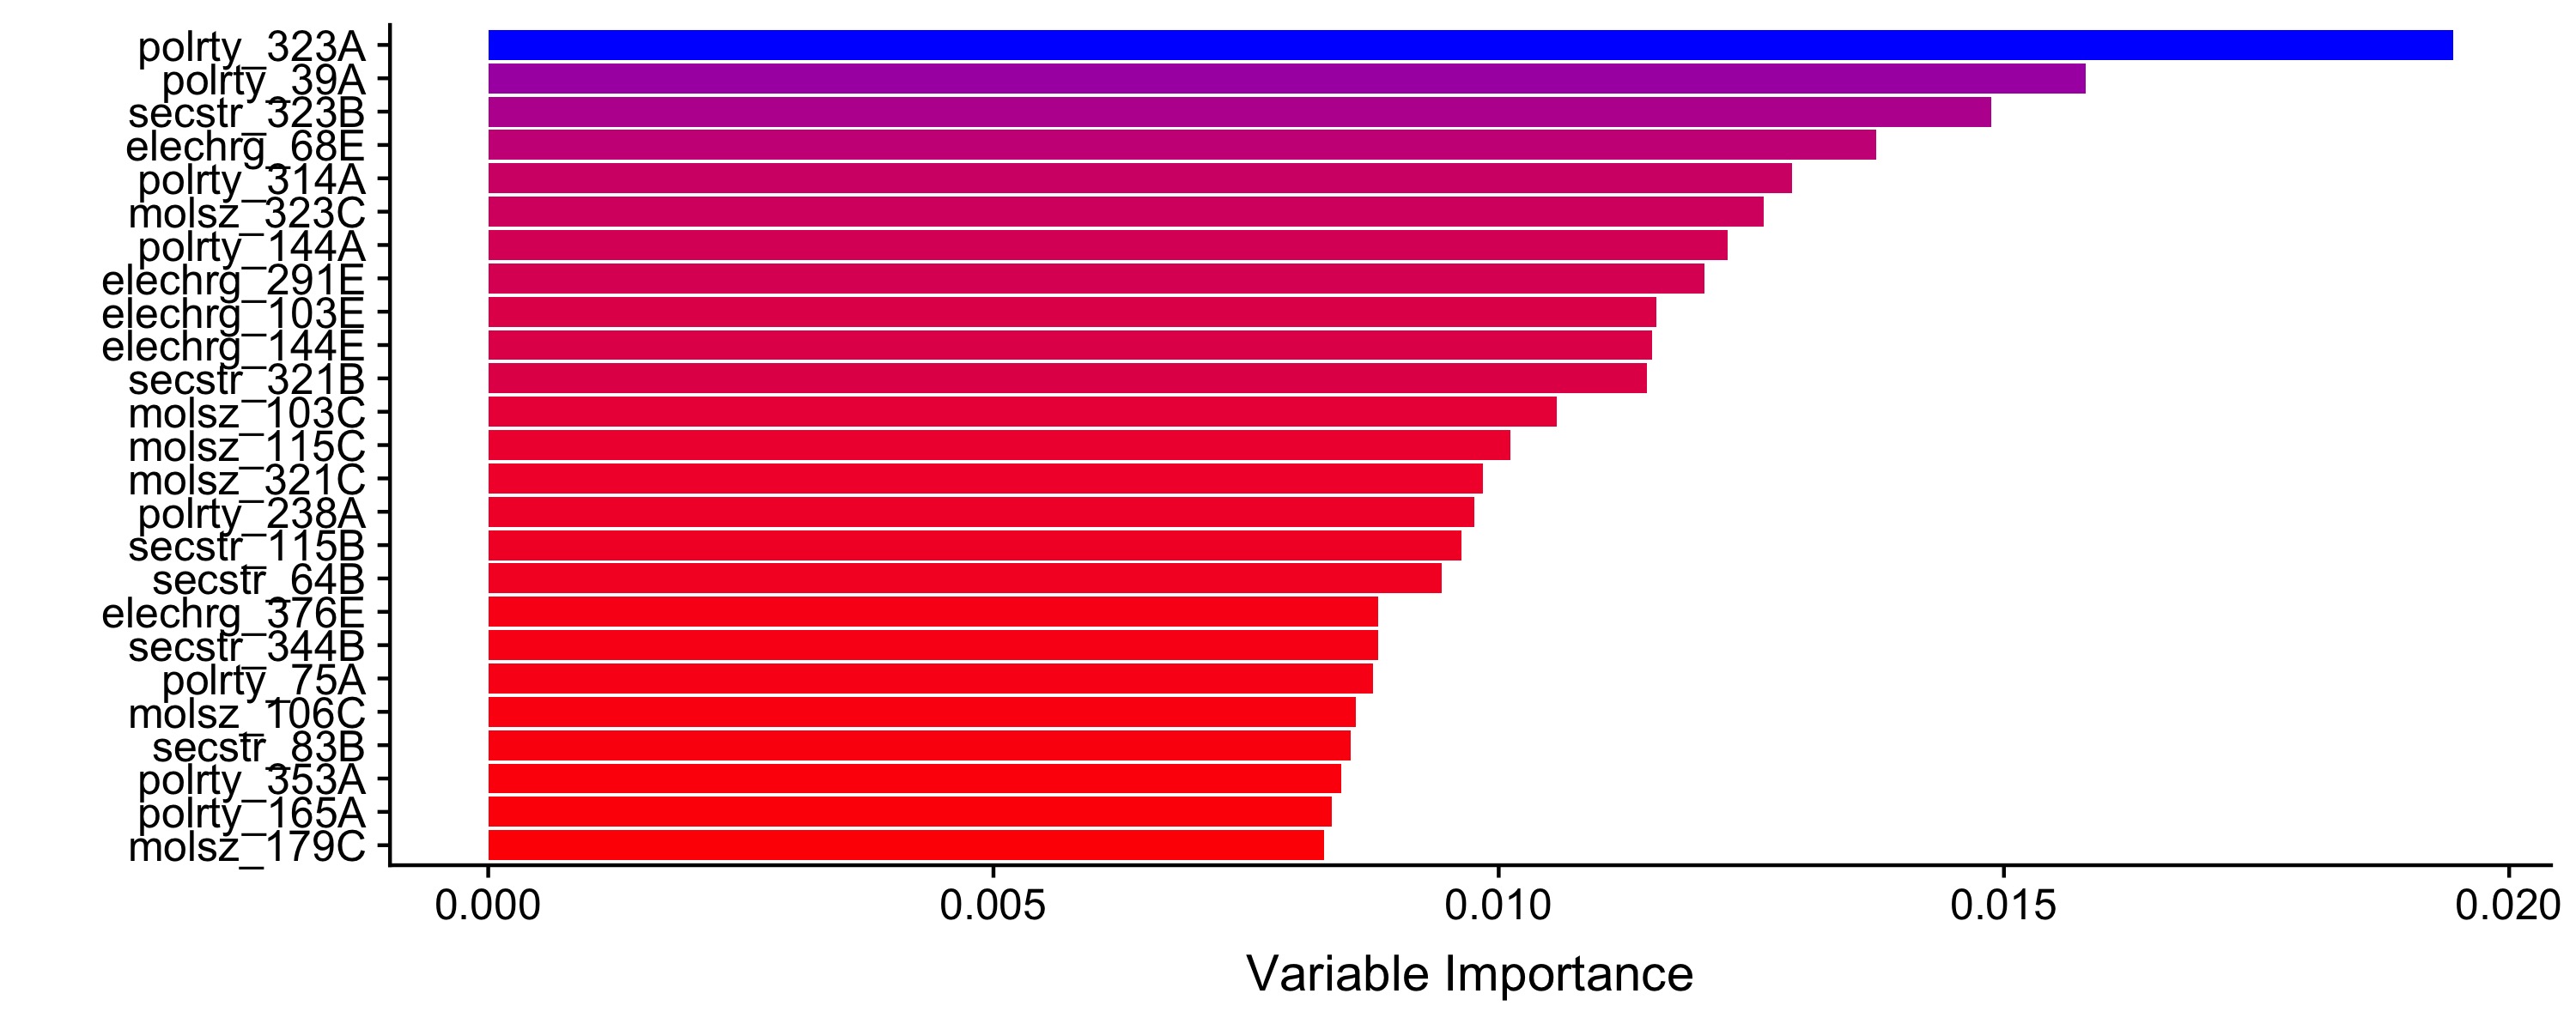 polrty_323A
polrty_39A
secstr_323B
elechrg_68E
polrty_314A
molsz_323C
polrty_144A
elechrg_291E
elechrg_103E
elechrg_144E
secstr_321B
molsz_103C
molsz_115C
molsz_321C
polrty_238A
secstr_115B
secstr_64B
elechrg_376E
secstr_344B
polrty_75A
molsz_106C
secstr_83B
polrty_353A
polrty_165A
molsz_179C
0.000 0.005 0.010 0.015 0.020
Variable Importance